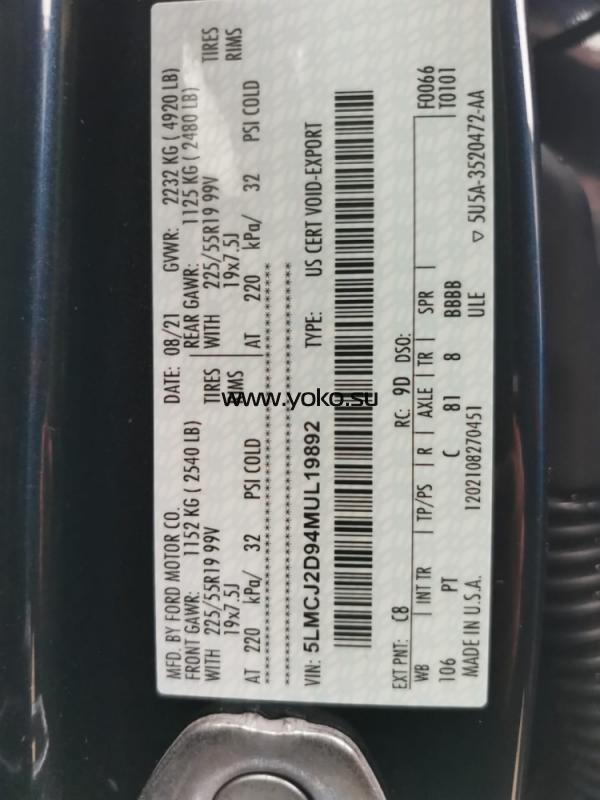 MFD. BY FORD MOTOR CO. DATE: 08/21 GVWR: 2232 KG ( 4920 LB)
FRONT GAWR: 1152 KG ( 2540 LB) REAR GAWR: 1125 KG ( 2480 LB)
WITH 225/55R19 99V TIRES WITH 225/55R19 99V TIRES
19x7.5J RIMS 19x7.5J RIMS
AT 220 kPa/ 32 PSI COLD AT 220 kPa/ 32 PSI COLD
www.yoko.su
VIN: 5LMCJ2D94MUL19892 TYPE: US CERT VOID-EXPORT
EXT PNT: C8 RC: 9D DSO: F0066
T0101
WB INT TR TP/PS R AXLE TR SPR
106 PT C 81 8 BBBB
MADE IN U.S.A. 1202108270451 ULE ▽ 5U5A-3520472-AA